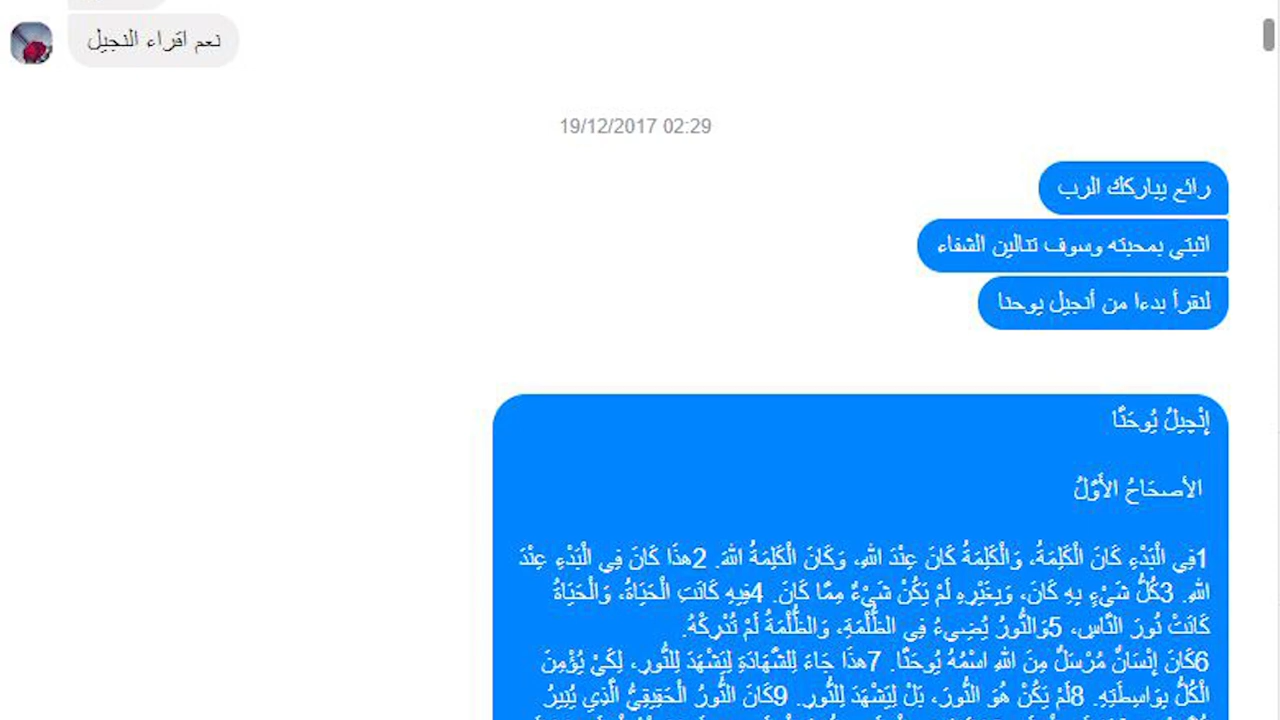 نعم اقراء النجيل
19/12/2017 02:29
رائع يباركك الرب
اثبتي بمحبته وسوف تتالين الشفاء
لنقرأ بدءا من أنجيل يوحنا
إِنْجِيلُ يُوحَنَّا
الأصحَاحُ الأَوَّلُ
1فِي الْبَدْءِ كَانَ الْكَلِمَةُ، وَالْكَلِمَةُ كَانَ عِنْدَ اللهِ، وَكَانَ الْكَلِمَةُ اللهَ. 2هذَا كَانَ فِي الْبَدْءِ عِنْدَ
اللهِ. 3كُلُّ شَيْءٍ بِهِ كَانَ، وَبِغَيْرِهِ لَمْ يَكُنْ شَيْءٌ مِمَّا كَانَ. 4فِيهِ كَانَتِ الْحَيَاةُ، وَالْحَيَاةُ
كَانَتْ نُورَ النَّاسِ، 5وَالنُّورُ يُضِيءُ فِي الظُّلْمَةِ، وَالظُّلْمَةُ لَمْ تُدْرِكْهُ.
6كَانَ إِنْسَانٌ مُرْسَلٌ مِنَ اللهِ اسْمُهُ يُوحَنَّا. 7هذَا جَاءَ لِلشَّهَادَةِ لِيَشْهَدَ لِلنُّورِ، لِكَيْ يُؤْمِنَ
الْكُلُّ بِوَاسِطَتِهِ. 8لَمْ يَكُنْ هُوَ النُّورَ، بَلْ لِيَشْهَدَ لِلنُّورِ. 9كَانَ النُّورُ الْحَقِيقِيُّ الَّذِي يُنِيرُ